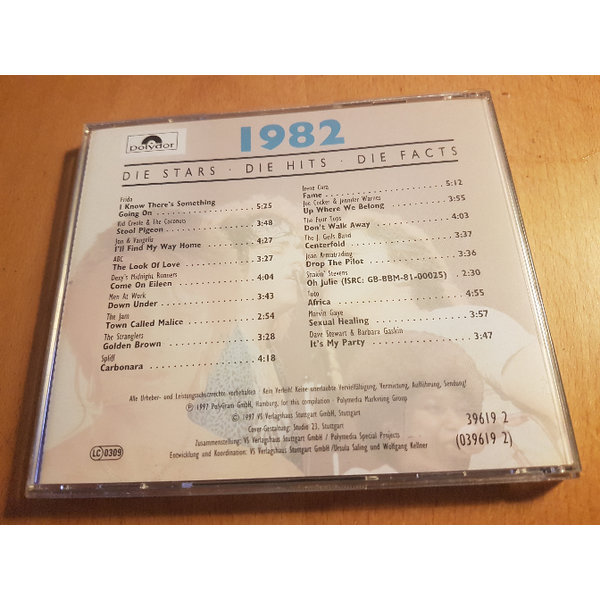 polydor
1982
DIE STARS · DIE HITS · DIE FACTS
Frida
I Know There's Something
Going On 5:25
Kid Creole & The Coconuts
Stool Pigeon 3:48
Jon & Vangelis
I'll Find My Way Home 4:27
ABC
The Look Of Love 3:27
Dexy's Midnight Runners
Come On Eileen 4:04
Men At Work
Down Under 3:43
The Jam
Town Called Malice 2:54
The Stranglers
Golden Brown 3:28
Spliff
Carbonara 4:18
Irene Cara
Fame 5:12
Joe Cocker & Jennifer Warnes
Up Where We Belong 3:55
The Four Tops
Don't Walk Away 4:03
The J. Geils Band
Centerfold 3:37
Joan Armatrading
Drop The Pilot 3:36
Shakin' Stevens
Oh Julie (ISRC: GB-BBM-81-00025) 2:30
Toto
Africa 4:55
Marvin Gaye
Sexual Healing 3:57
Dave Stewart & Barbara Gaskin
It's My Party 3:47
Alle Urheber- und Leistungsschutzrechte vorbehalten · Kein Verleih! Keine unerlaubte Vervielfältigung, Vermietung, Aufführung, Sendung!
Ⓟ 1997 PolyGram GmbH, Hamburg, for this compilation · Polymedia Marketing Group
© 1997 VS Verlagshaus Stuttgart GmbH, Stuttgart
Cover-Gestaltung: Studio 23, Stuttgart
Zusammenstellung: VS Verlagshaus Stuttgart GmbH / Polymedia Special Projects
Entwicklung und Koordination: VS Verlagshaus Stuttgart GmbH /Ursula Saling und Wolfgang Kellner
39619 2
(039619 2)
LC 0309